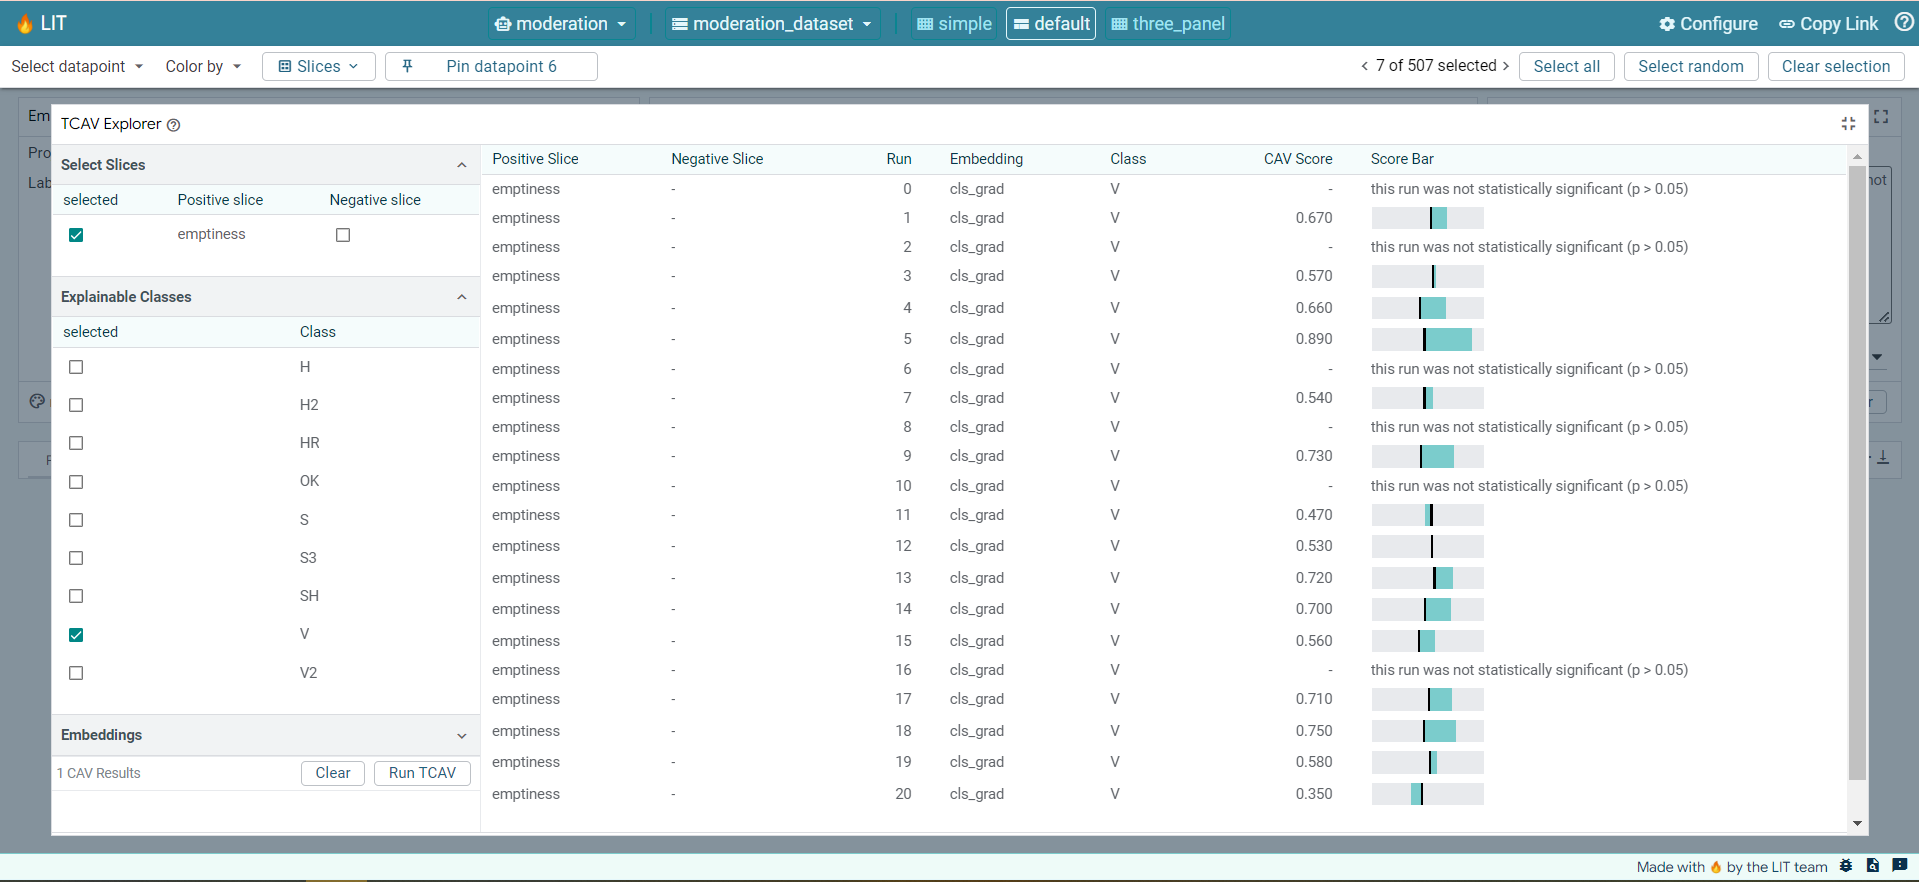 LIT moderation moderation_dataset simple default three_panel Configure Copy Link
Select datapoint Color by Slices Pin datapoint 6 7 of 507 selected Select all Select random Clear selection
Em
Pro
Lab
not
TCAV Explorer
Select Slices
selected Positive slice Negative slice
emptiness
Explainable Classes
selected Class
H
H2
HR
OK
S
S3
SH
V
V2
Embeddings
1 CAV Results Clear Run TCAV
Positive Slice Negative Slice Run Embedding Class CAV Score Score Bar
emptiness - 0 cls_grad V - this run was not statistically significant (p > 0.05)
emptiness - 1 cls_grad V 0.670
emptiness - 2 cls_grad V - this run was not statistically significant (p > 0.05)
emptiness - 3 cls_grad V 0.570
emptiness - 4 cls_grad V 0.660
emptiness - 5 cls_grad V 0.890
emptiness - 6 cls_grad V - this run was not statistically significant (p > 0.05)
emptiness - 7 cls_grad V 0.540
emptiness - 8 cls_grad V - this run was not statistically significant (p > 0.05)
emptiness - 9 cls_grad V 0.730
emptiness - 10 cls_grad V - this run was not statistically significant (p > 0.05)
emptiness - 11 cls_grad V 0.470
emptiness - 12 cls_grad V 0.530
emptiness - 13 cls_grad V 0.720
emptiness - 14 cls_grad V 0.700
emptiness - 15 cls_grad V 0.560
emptiness - 16 cls_grad V - this run was not statistically significant (p > 0.05)
emptiness - 17 cls_grad V 0.710
emptiness - 18 cls_grad V 0.750
emptiness - 19 cls_grad V 0.580
emptiness - 20 cls_grad V 0.350
Made with 🔥 by the LIT team